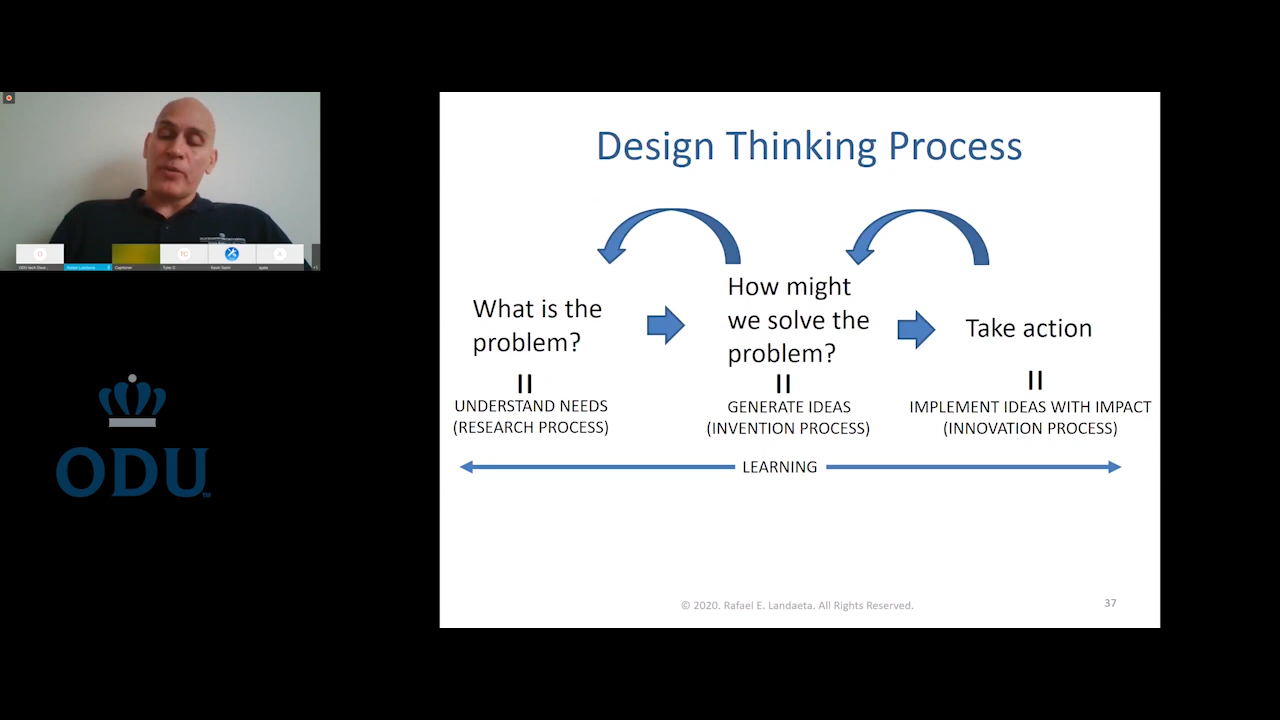 Design Thinking Process
What is the
problem?
How might
we solve the
problem?
Take action
UNDERSTAND NEEDS
(RESEARCH PROCESS)
GENERATE IDEAS
(INVENTION PROCESS)
IMPLEMENT IDEAS WITH IMPACT
(INNOVATION PROCESS)
LEARNING
© 2020. Rafael E. Landaeta. All Rights Reserved.
37
ODU
TC